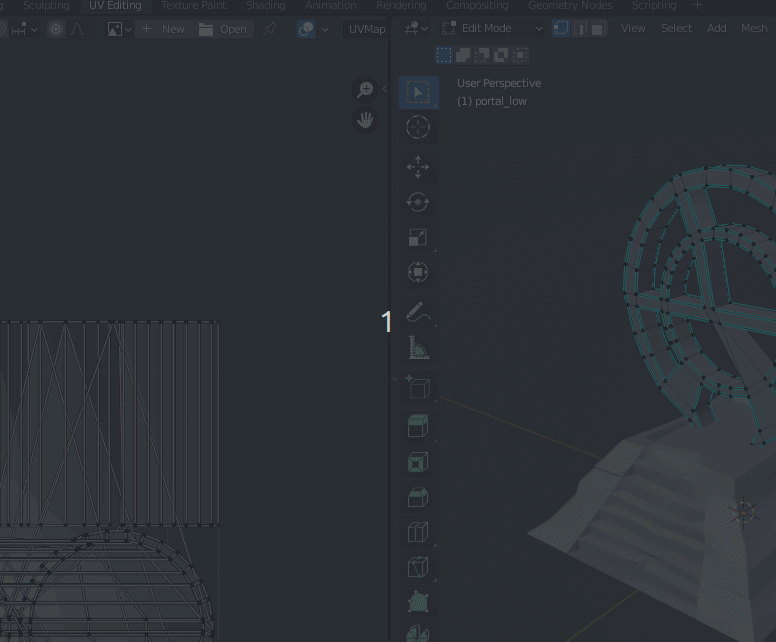 Sculpting UV Editing Texture Paint Shading Animation Rendering Compositing Geometry Nodes Scripting +
New Open UVMap Edit Mode View Select Add Mesh
User Perspective
(1) portal_low
1